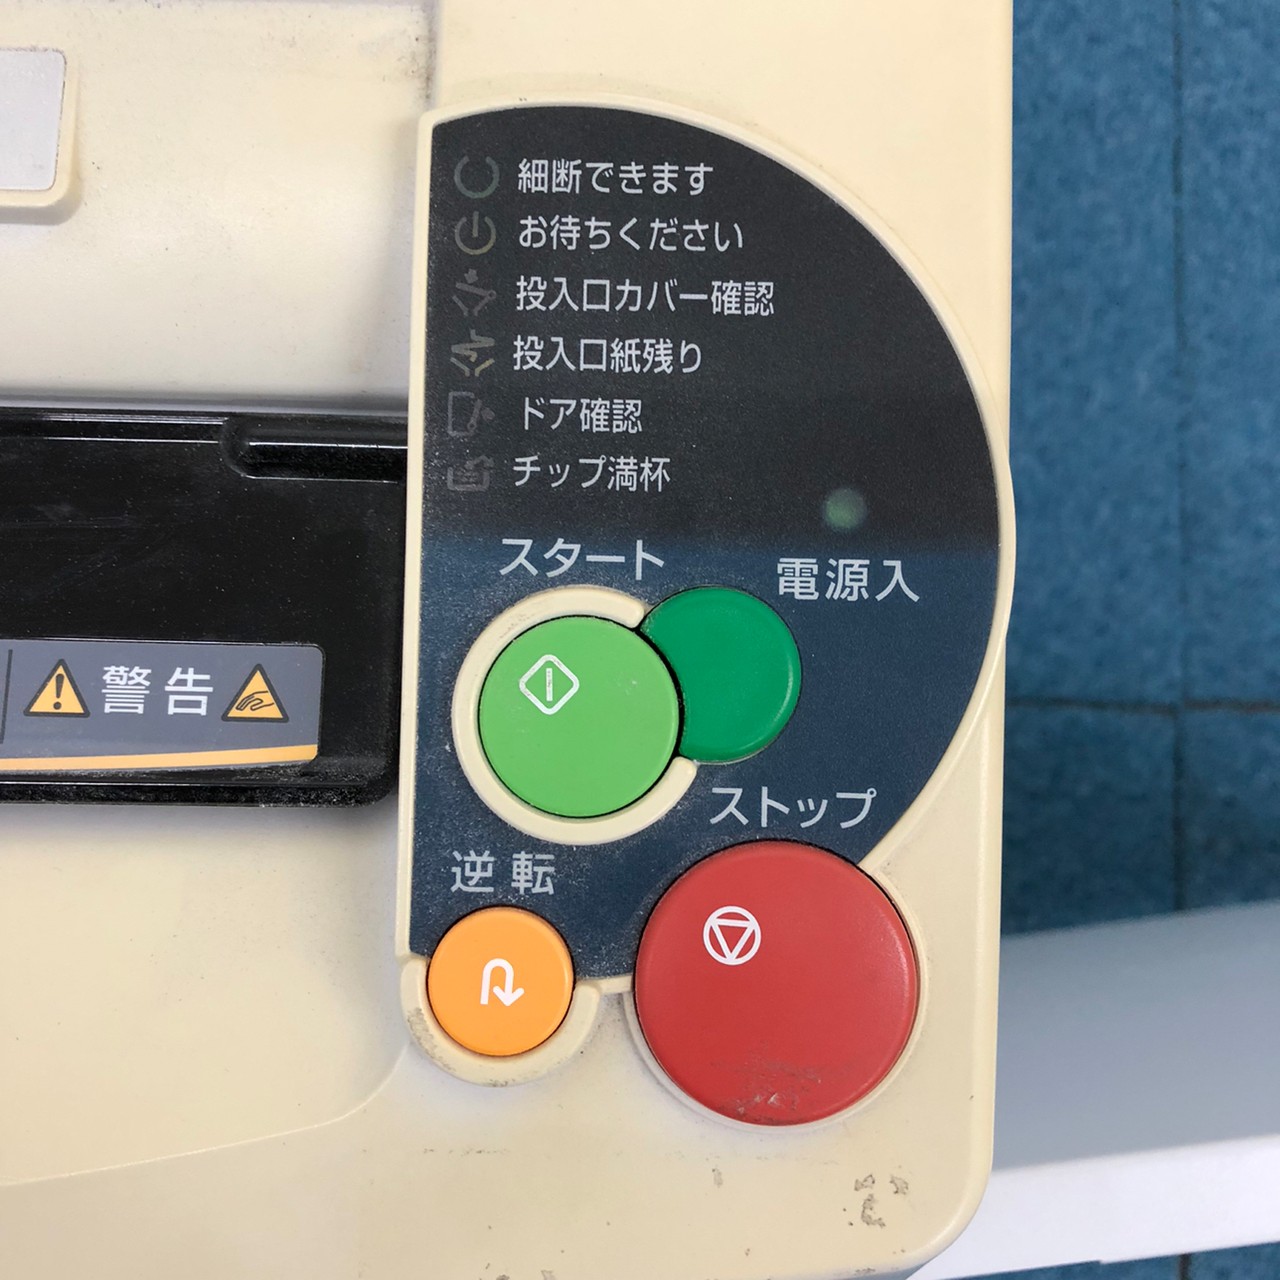 細断できます
お待ちください
投入口カバー確認
投入口紙残り
ドア確認
チップ満杯
スタート
電源入
警告
ストップ
逆転